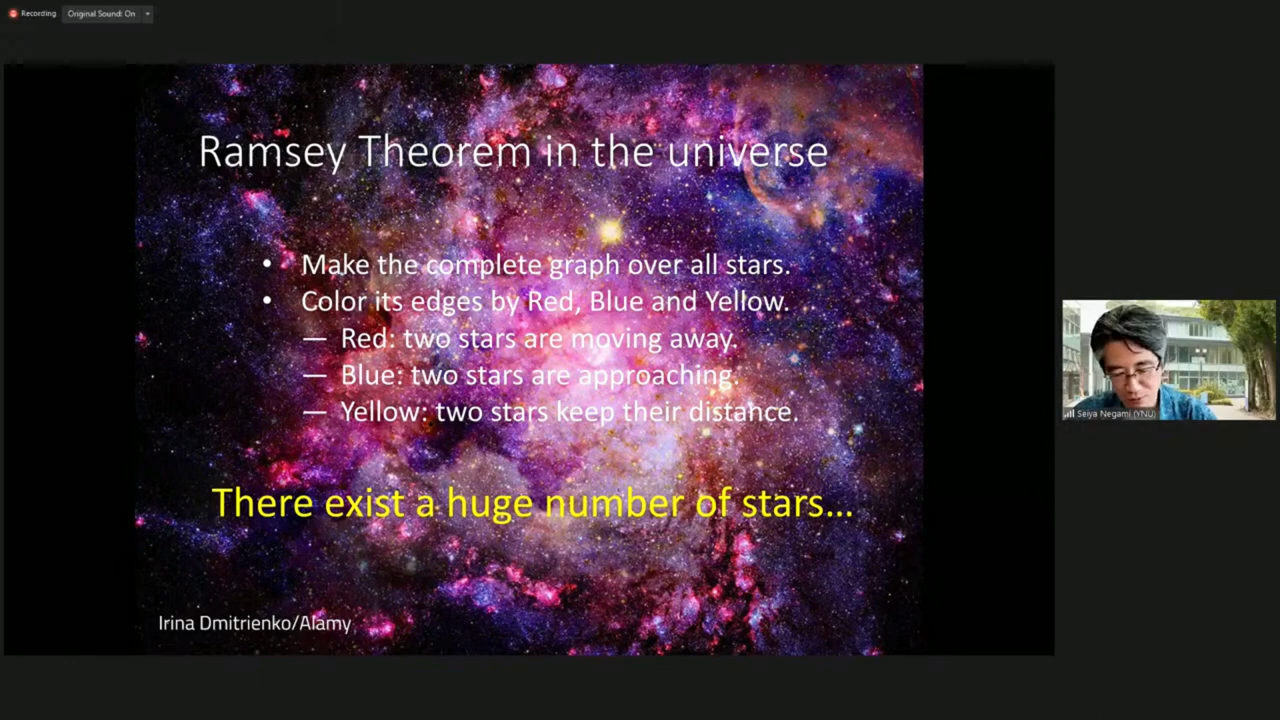 Recording
Original Sound: On
Ramsey Theorem in the universe
• Make the complete graph over all stars.
• Color its edges by Red, Blue and Yellow.
— Red: two stars are moving away.
— Blue: two stars are approaching.
— Yellow: two stars keep their distance.
There exist a huge number of stars...
Irina Dmitrienko/Alamy
Seiya Negami (YNU)